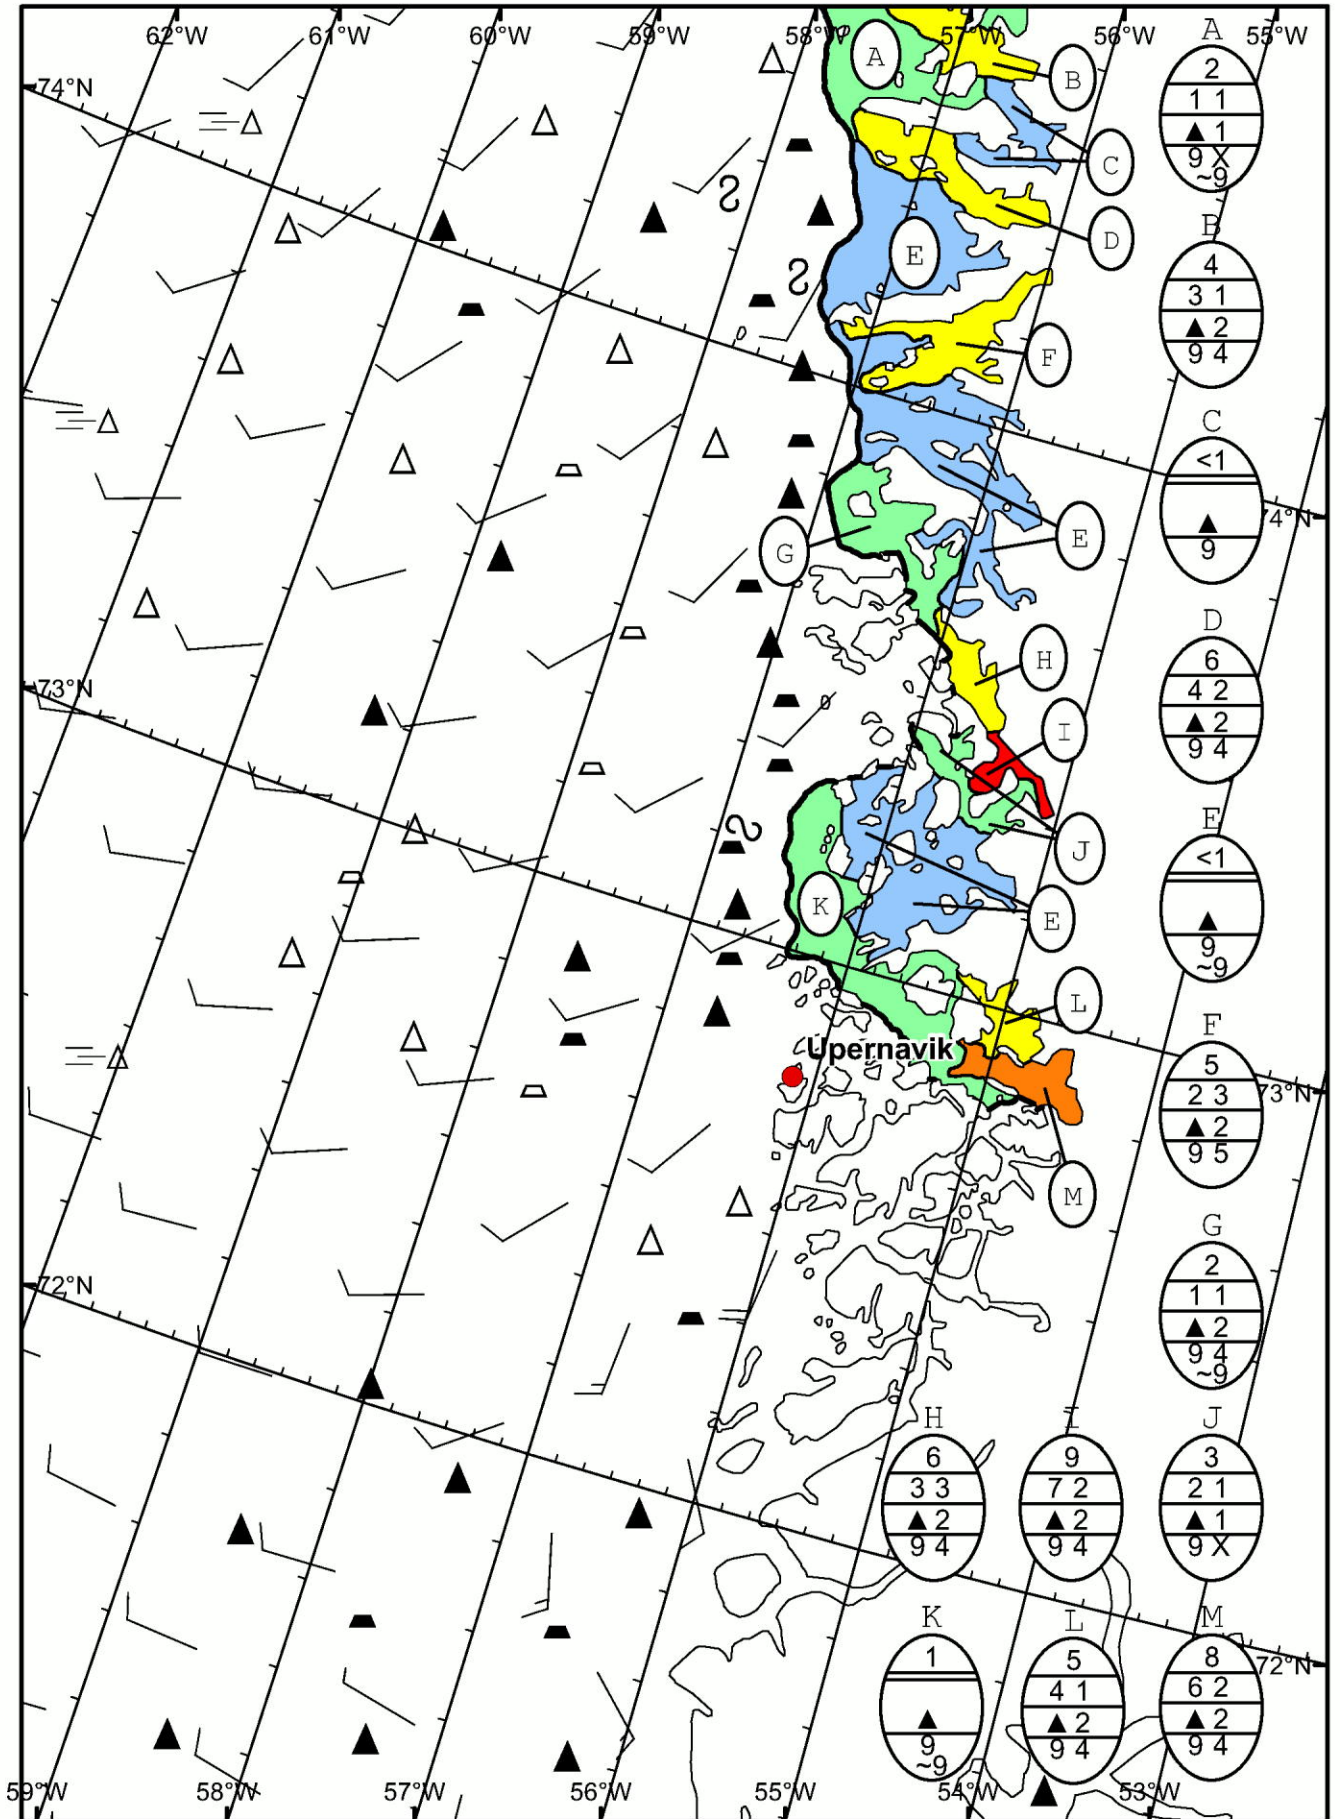 62°W 61°W 60°W 59°W 58°W 57°W 56°W 55°W
74°N
A
B
C
D
E
F
G
E
H
I
J
K
E
L
M
73°N
72°N
74°N
73°N
72°N
Upernavik
A
2
1 1
▲ 1
9 X
~9
B
4
3 1
▲ 2
9 4
C
<1
▲
9
D
6
4 2
▲ 2
9 4
E
<1
▲
9
~9
F
5
2 3
▲ 2
9 5
G
2
1 1
▲ 2
9 4
~9
H
6
3 3
▲ 2
9 4
I
9
7 2
▲ 2
9 4
J
3
2 1
▲ 1
9 X
K
1
▲
9
~9
L
5
4 1
▲ 2
9 4
M
8
6 2
▲ 2
9 4
59°W 58°W 57°W 56°W 55°W 54°W 53°W